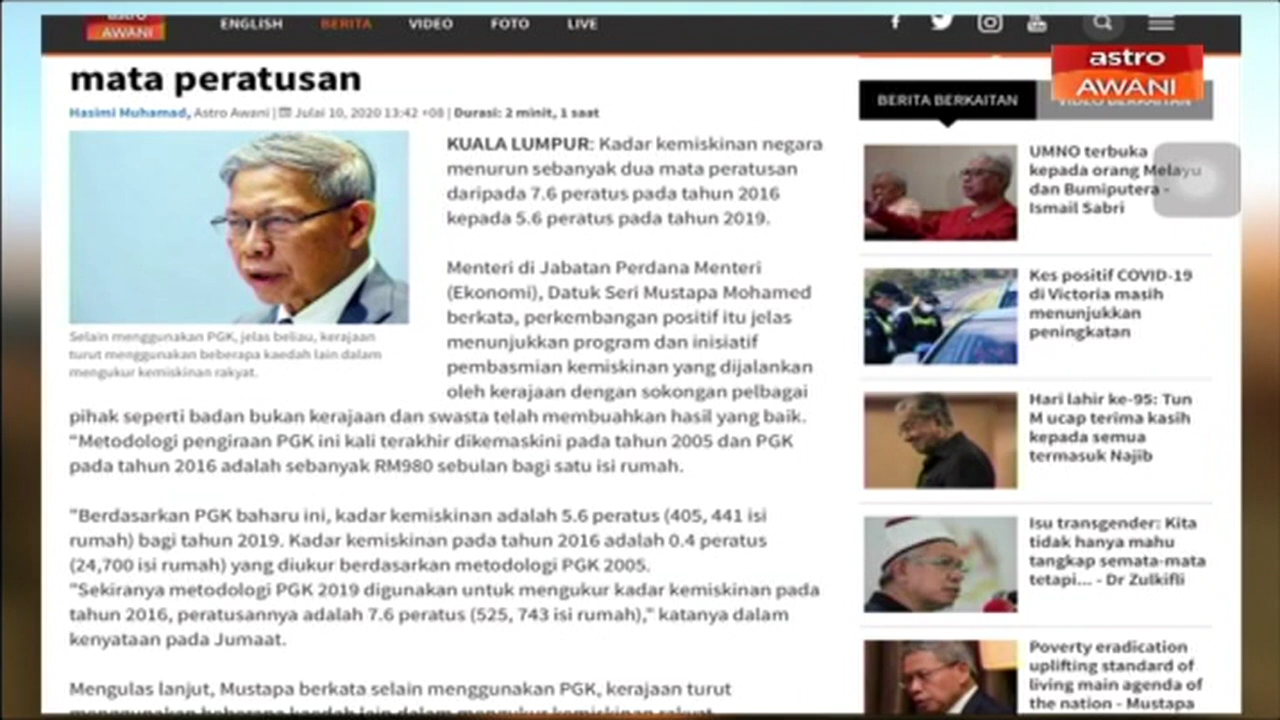 astro
AWANI
ENGLISH
BERITA
VIDEO
FOTO
LIVE
astro
AWANI
mata peratusan
Hasimi Muhamad, Astro Awani | Julai 10, 2020 13:42 +08 | Durasi: 2 minit, 1 saat
Selain menggunakan PGK, jelas beliau, kerajaan
turut menggunakan beberapa kaedah lain dalam
mengukur kemiskinan rakyat.
KUALA LUMPUR: Kadar kemiskinan negara
menurun sebanyak dua mata peratusan
daripada 7.6 peratus pada tahun 2016
kepada 5.6 peratus pada tahun 2019.
Menteri di Jabatan Perdana Menteri
(Ekonomi), Datuk Seri Mustapa Mohamed
berkata, perkembangan positif itu jelas
menunjukkan program dan inisiatif
pembasmian kemiskinan yang dijalankan
oleh kerajaan dengan sokongan pelbagai
pihak seperti badan bukan kerajaan dan swasta telah membuahkan hasil yang baik.
"Metodologi pengiraan PGK ini kali terakhir dikemaskini pada tahun 2005 dan PGK
pada tahun 2016 adalah sebanyak RM980 sebulan bagi satu isi rumah.
"Berdasarkan PGK baharu ini, kadar kemiskinan adalah 5.6 peratus (405, 441 isi
rumah) bagi tahun 2019. Kadar kemiskinan pada tahun 2016 adalah 0.4 peratus
(24,700 isi rumah) yang diukur berdasarkan metodologi PGK 2005.
"Sekiranya metodologi PGK 2019 digunakan untuk mengukur kadar kemiskinan pada
tahun 2016, peratusannya adalah 7.6 peratus (525, 743 isi rumah)," katanya dalam
kenyataan pada Jumaat.
Mengulas lanjut, Mustapa berkata selain menggunakan PGK, kerajaan turut
menggunakan beberapa kaedah lain dalam mengukur kemiskinan rakyat.
BERITA BERKAITAN
VIDEO BERKAITAN
UMNO terbuka
kepada orang Melayu
dan Bumiputera -
Ismail Sabri
Kes positif COVID-19
di Victoria masih
menunjukkan
peningkatan
Hari lahir ke-95: Tun
M ucap terima kasih
kepada semua
termasuk Najib
Isu transgender: Kita
tidak hanya mahu
tangkap semata-mata
tetapi... - Dr Zulkifli
Poverty eradication
uplifting standard of
living main agenda of
the nation - Mustapa